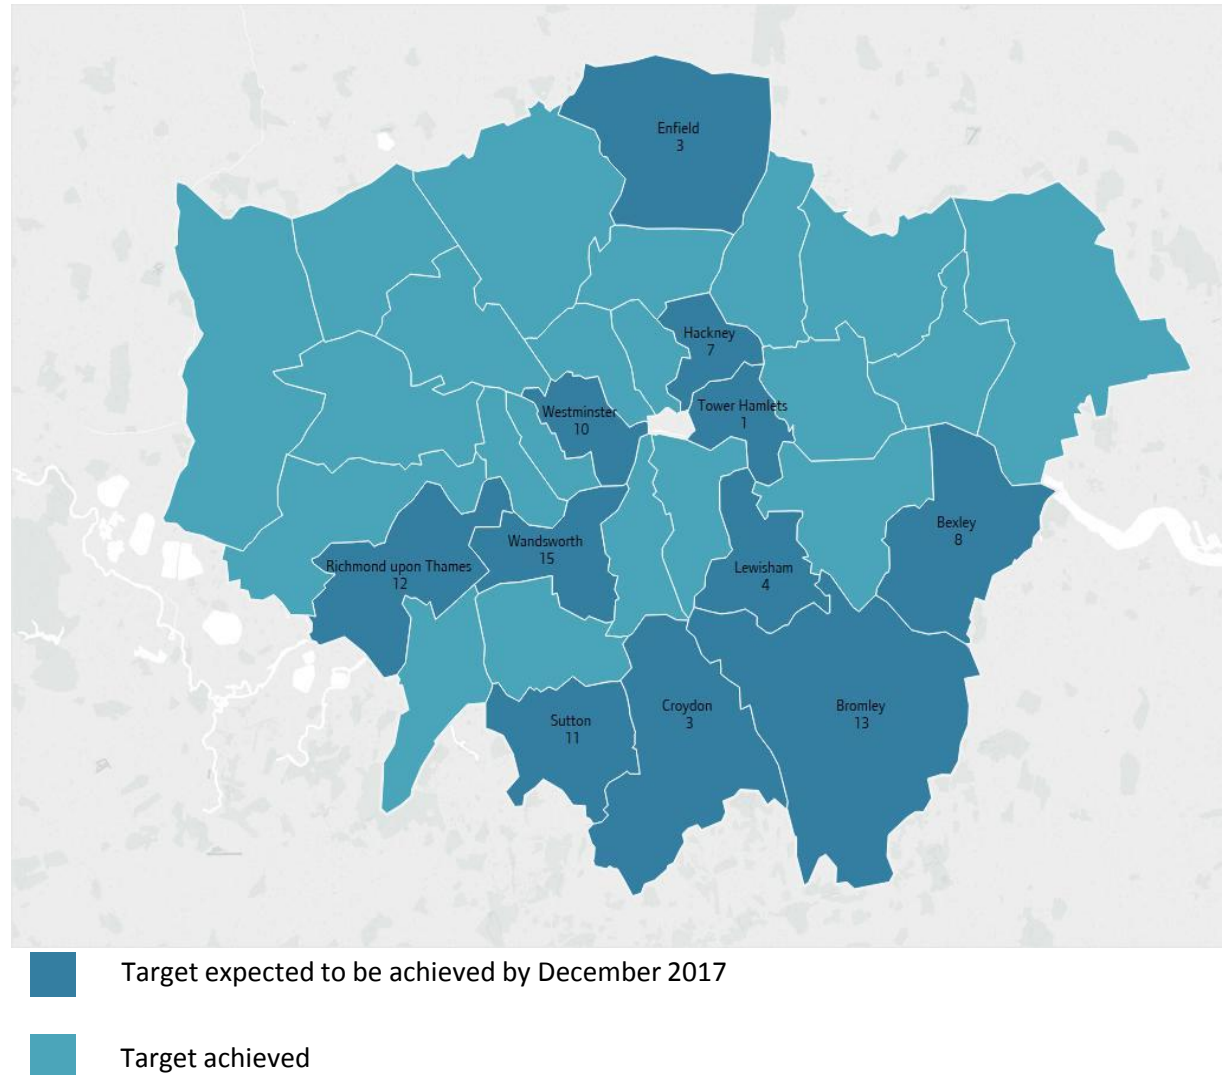 Enfield
3
Hackney
7
Westminster
10
Tower Hamlets
1
Bexley
8
Wandsworth
15
Richmond upon Thames
12
Lewisham
4
Sutton
11
Croydon
3
Bromley
13
Target expected to be achieved by December 2017
Target achieved